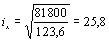 i_x = √(81800 / 123,6) = 25,8